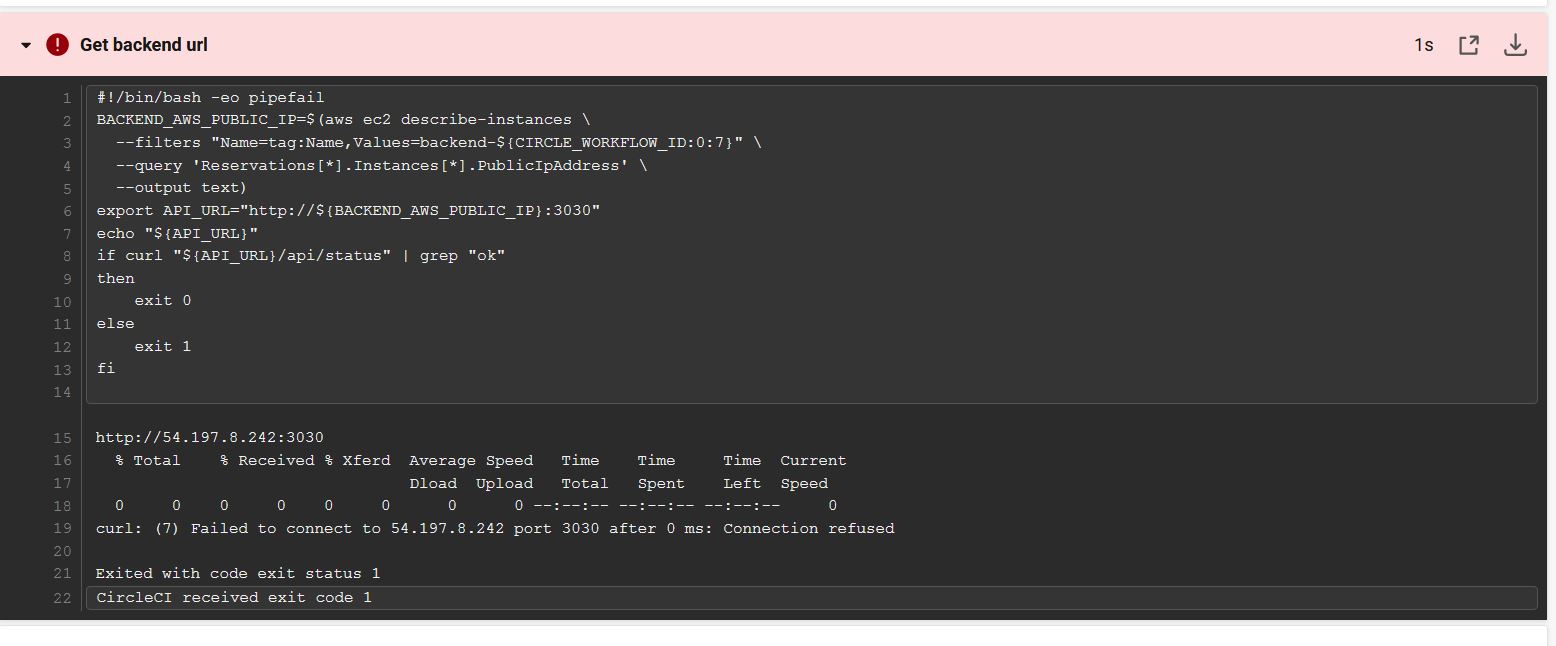 Get backend url 1s
1 #!/bin/bash -eo pipefail
2 BACKEND_AWS_PUBLIC_IP=$(aws ec2 describe-instances \
3   --filters "Name=tag:Name,Values=backend-${CIRCLE_WORKFLOW_ID:0:7}" \
4   --query 'Reservations[*].Instances[*].PublicIpAddress' \
5   --output text)
6 export API_URL="http://${BACKEND_AWS_PUBLIC_IP}:3030"
7 echo "${API_URL}"
8 if curl "${API_URL}/api/status" | grep "ok"
9 then
10     exit 0
11 else
12     exit 1
13 fi
14
15 http://54.197.8.242:3030
16   % Total    % Received % Xferd  Average Speed   Time    Time     Time  Current
17                                  Dload  Upload   Total   Spent    Left  Speed
18   0     0    0     0    0     0      0      0 --:--:-- --:--:-- --:--:--     0
19 curl: (7) Failed to connect to 54.197.8.242 port 3030 after 0 ms: Connection refused
20
21 Exited with code exit status 1
22 CircleCI received exit code 1